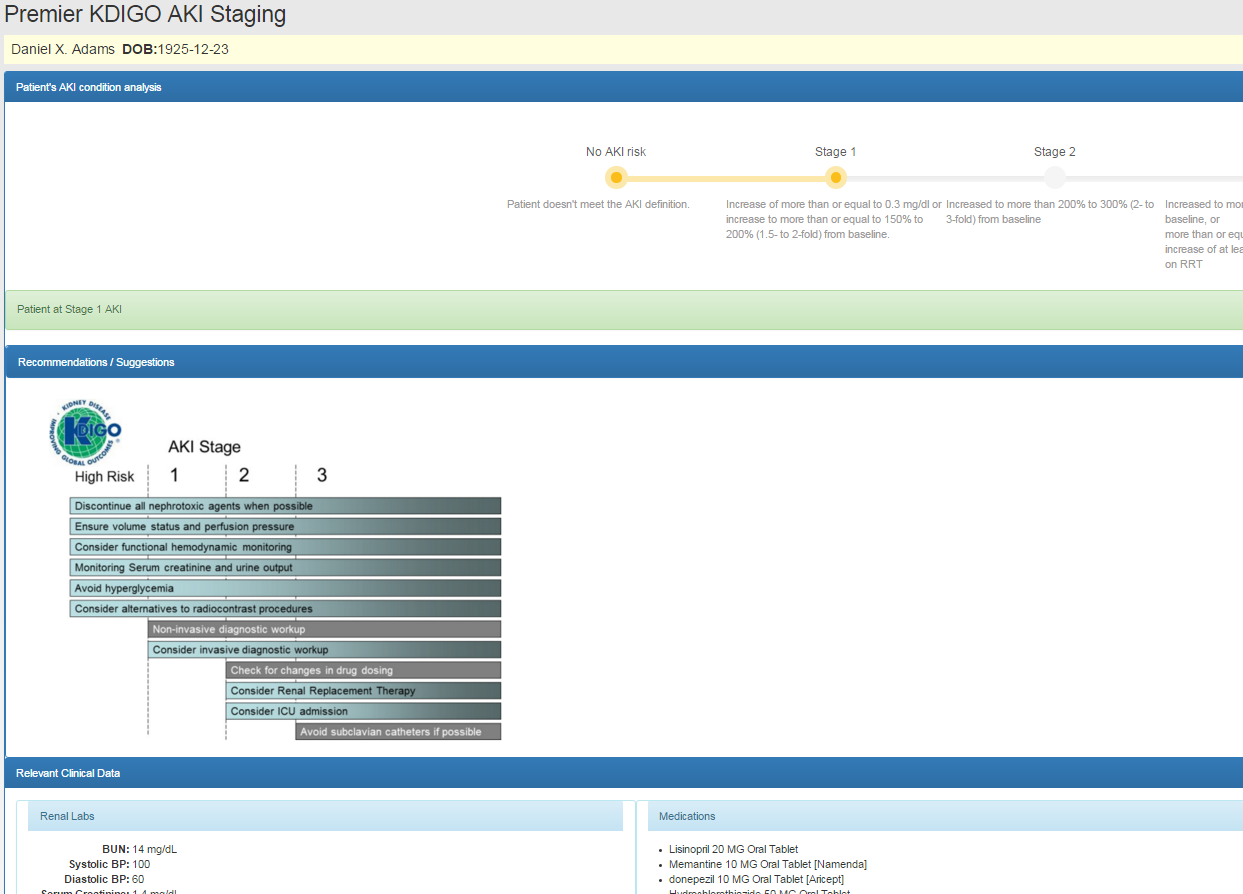 Premier KDIGO AKI Staging
Daniel X. Adams DOB:1925-12-23
Patient's AKI condition analysis
No AKI risk
Stage 1
Stage 2
Patient doesn't meet the AKI definition.
Increase of more than or equal to 0.3 mg/dl or
increase to more than or equal to 150% to
200% (1.5- to 2-fold) from baseline.
Increased to more than 200% to 300% (2- to
3-fold) from baseline
Increased to mor
baseline, or
more than or equ
increase of at lea
on RRT
Patient at Stage 1 AKI
Recommendations / Suggestions
KIDNEY DISEASE
IMPROVING GLOBAL OUTCOMES
KDIGO
AKI Stage
High Risk 1 2 3
Discontinue all nephrotoxic agents when possible
Ensure volume status and perfusion pressure
Consider functional hemodynamic monitoring
Monitoring Serum creatinine and urine output
Avoid hyperglycemia
Consider alternatives to radiocontrast procedures
Non-invasive diagnostic workup
Consider invasive diagnostic workup
Check for changes in drug dosing
Consider Renal Replacement Therapy
Consider ICU admission
Avoid subclavian catheters if possible
Relevant Clinical Data
Renal Labs
BUN: 14 mg/dL
Systolic BP: 100
Diastolic BP: 60
Serum Creatinine: 1.4 mg/dL
Medications
• Lisinopril 20 MG Oral Tablet
• Memantine 10 MG Oral Tablet [Namenda]
• donepezil 10 MG Oral Tablet [Aricept]
Hydrochlorothiazide 50 MG Oral Tablet